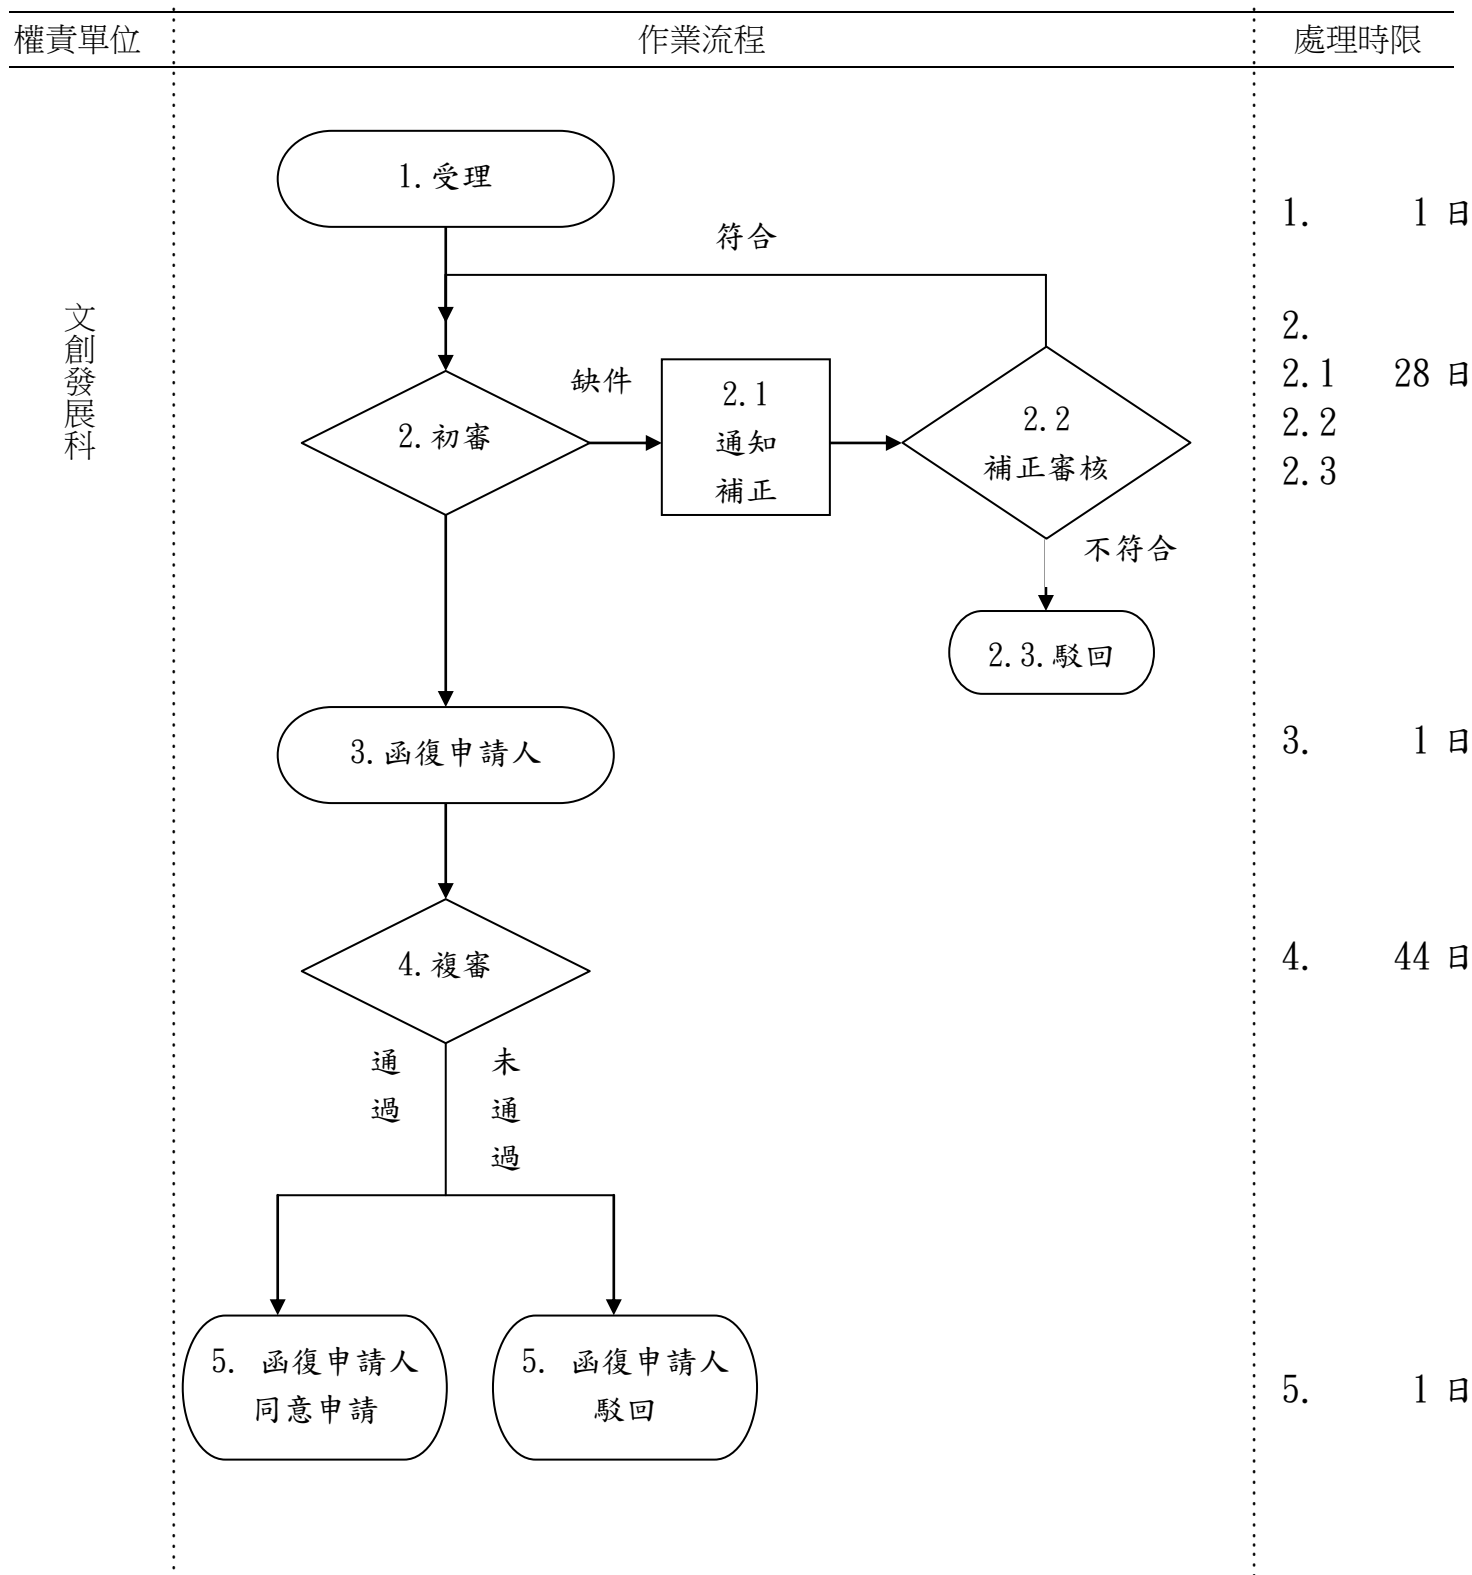 權責單位
作業流程
處理時限
文創發展科
1.受理
符合
缺件
2.初審
2.1
通知
補正
2.2
補正審核
不符合
2.3.駁回
3.函復申請人
4.複審
通過
未通過
5. 函復申請人
同意申請
5. 函復申請人
駁回
1. 1 日
2.
2.1 28 日
2.2
2.3
3. 1 日
4. 44 日
5. 1 日